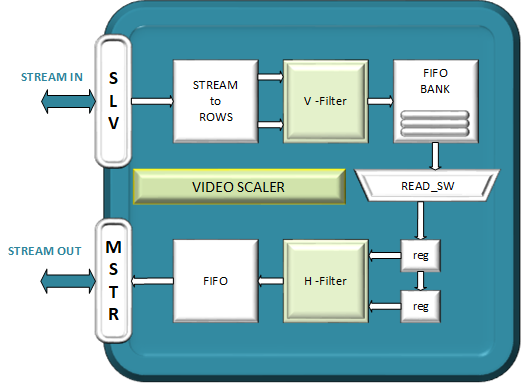 STREAM IN
S
L
V
STREAM
to
ROWS
V -Filter
FIFO
BANK
VIDEO SCALER
READ_SW
STREAM OUT
M
S
T
R
FIFO
H -Filter
reg
reg